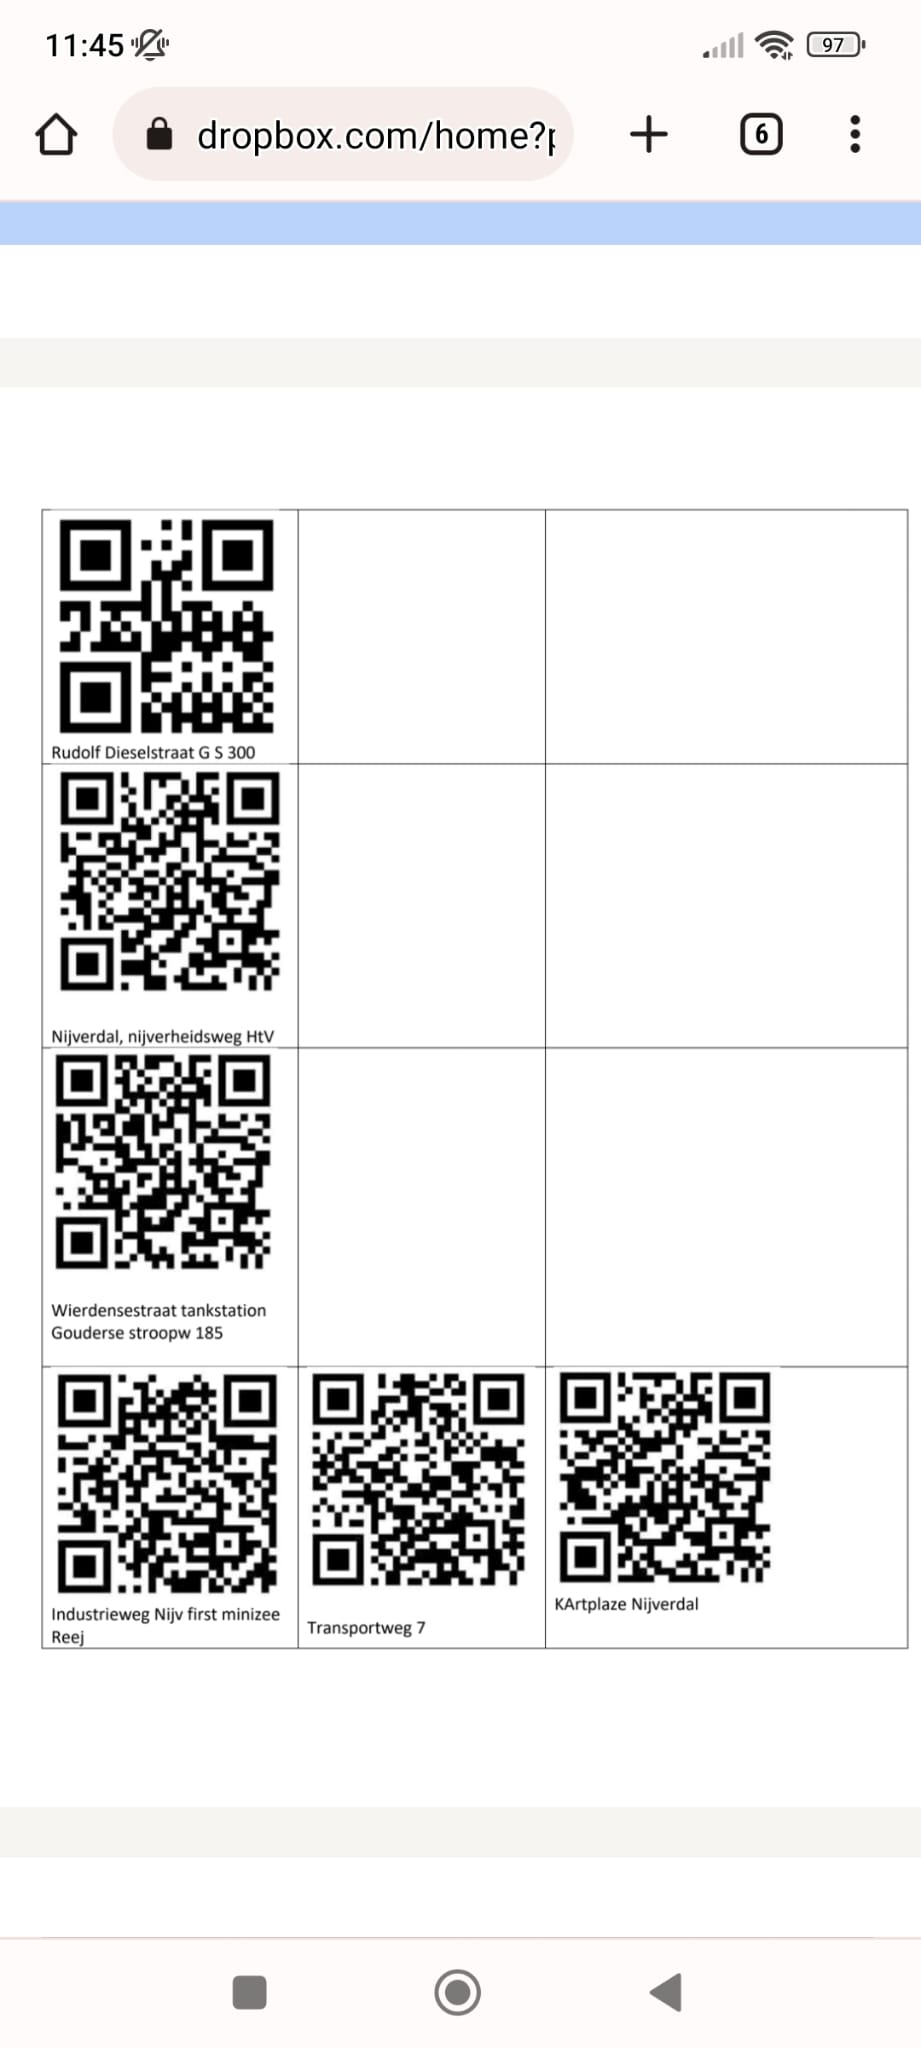 11:45
97
dropbox.com/home?
6
Rudolf Dieselstraat G S 300
Nijverdal, nijverheidsweg HtV
Wierdensestraat tankstation
Gouderse stroopw 185
Industrieweg Nijv first minizee
Reej
Transportweg 7
KArtplaze Nijverdal